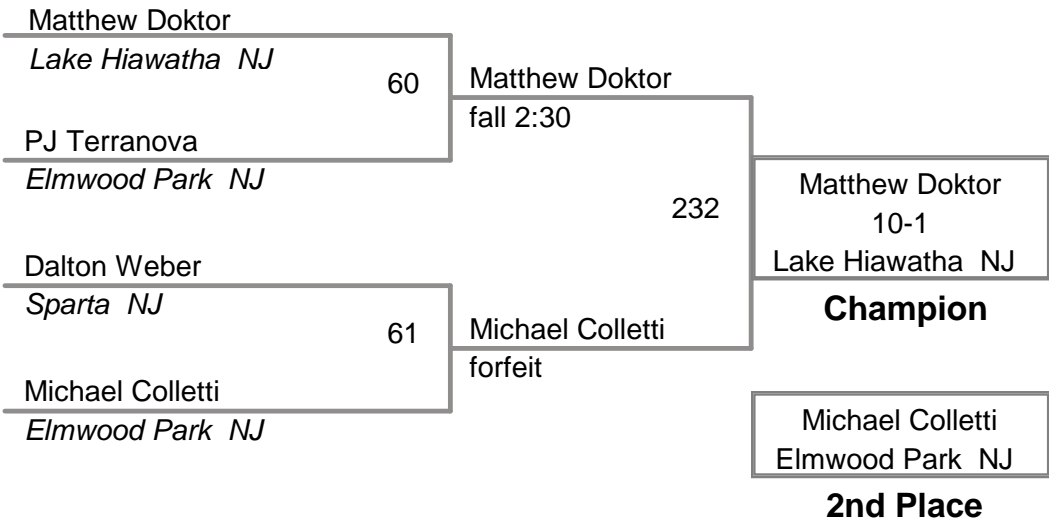 Matthew Doktor
Lake Hiawatha NJ
60
PJ Terranova
Elmwood Park NJ
Matthew Doktor
fall 2:30
Dalton Weber
Sparta NJ
61
Michael Colletti
Elmwood Park NJ
Michael Colletti
forfeit
232
Matthew Doktor
10-1
Lake Hiawatha NJ
Champion
Michael Colletti
Elmwood Park NJ
2nd Place